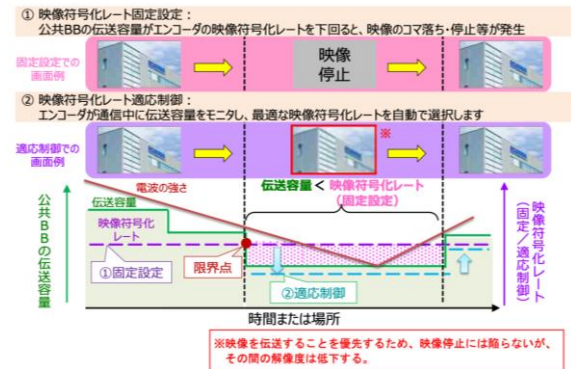 ① 映像符号化レート固定設定：
公共BBの伝送容量がエンコーダの映像符号化レートを下回ると、映像のコマ落ち・停止等が発生
固定設定での
画面例
映像
停止
② 映像符号化レート適応制御：
エンコーダが通信中に伝送容量をモニタし、最適な映像符号化レートを自動で選択します
適応制御での
画面例
※
電波の強さ
伝送容量 < 映像符号化レート
（固定設定）
伝送容量
映像符号化
レート
①固定設定
限界点
②適応制御
公共BBの伝送容量
映像符号化レート
（固定／適応制御）
時間または場所
※映像を伝送することを優先するため、映像停止には陥らないが、
その間の解像度は低下する。